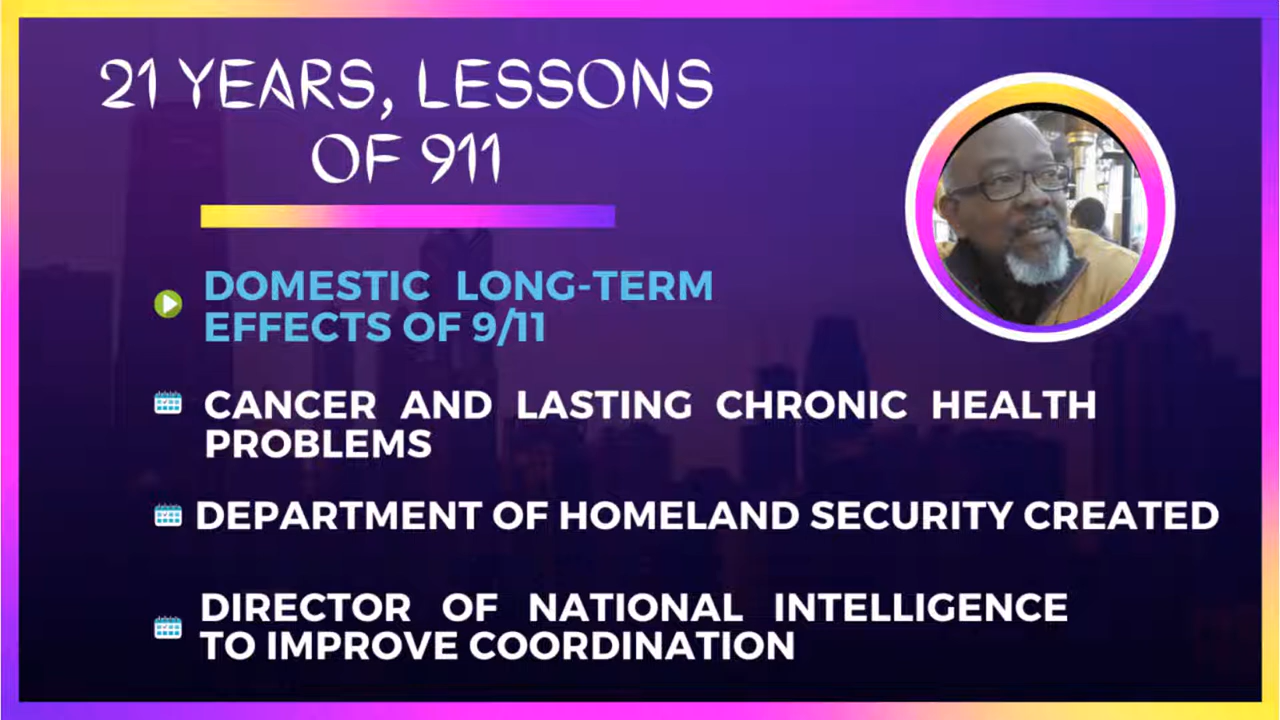 21 YEARS, LESSONS
OF 911
DOMESTIC LONG-TERM
EFFECTS OF 9/11
CANCER AND LASTING CHRONIC HEALTH
PROBLEMS
DEPARTMENT OF HOMELAND SECURITY CREATED
DIRECTOR OF NATIONAL INTELLIGENCE
TO IMPROVE COORDINATION